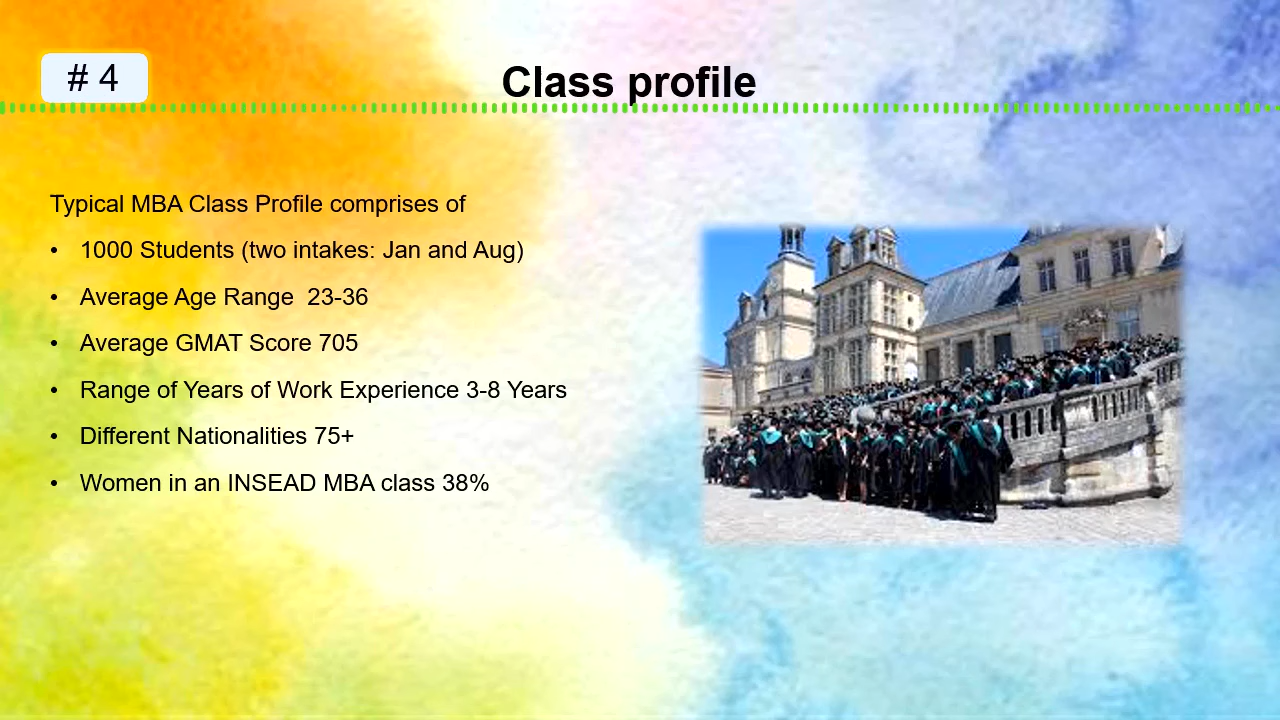 # 4
Class profile
Typical MBA Class Profile comprises of
• 1000 Students (two intakes: Jan and Aug)
• Average Age Range  23-36
• Average GMAT Score 705
• Range of Years of Work Experience 3-8 Years
• Different Nationalities 75+
• Women in an INSEAD MBA class 38%